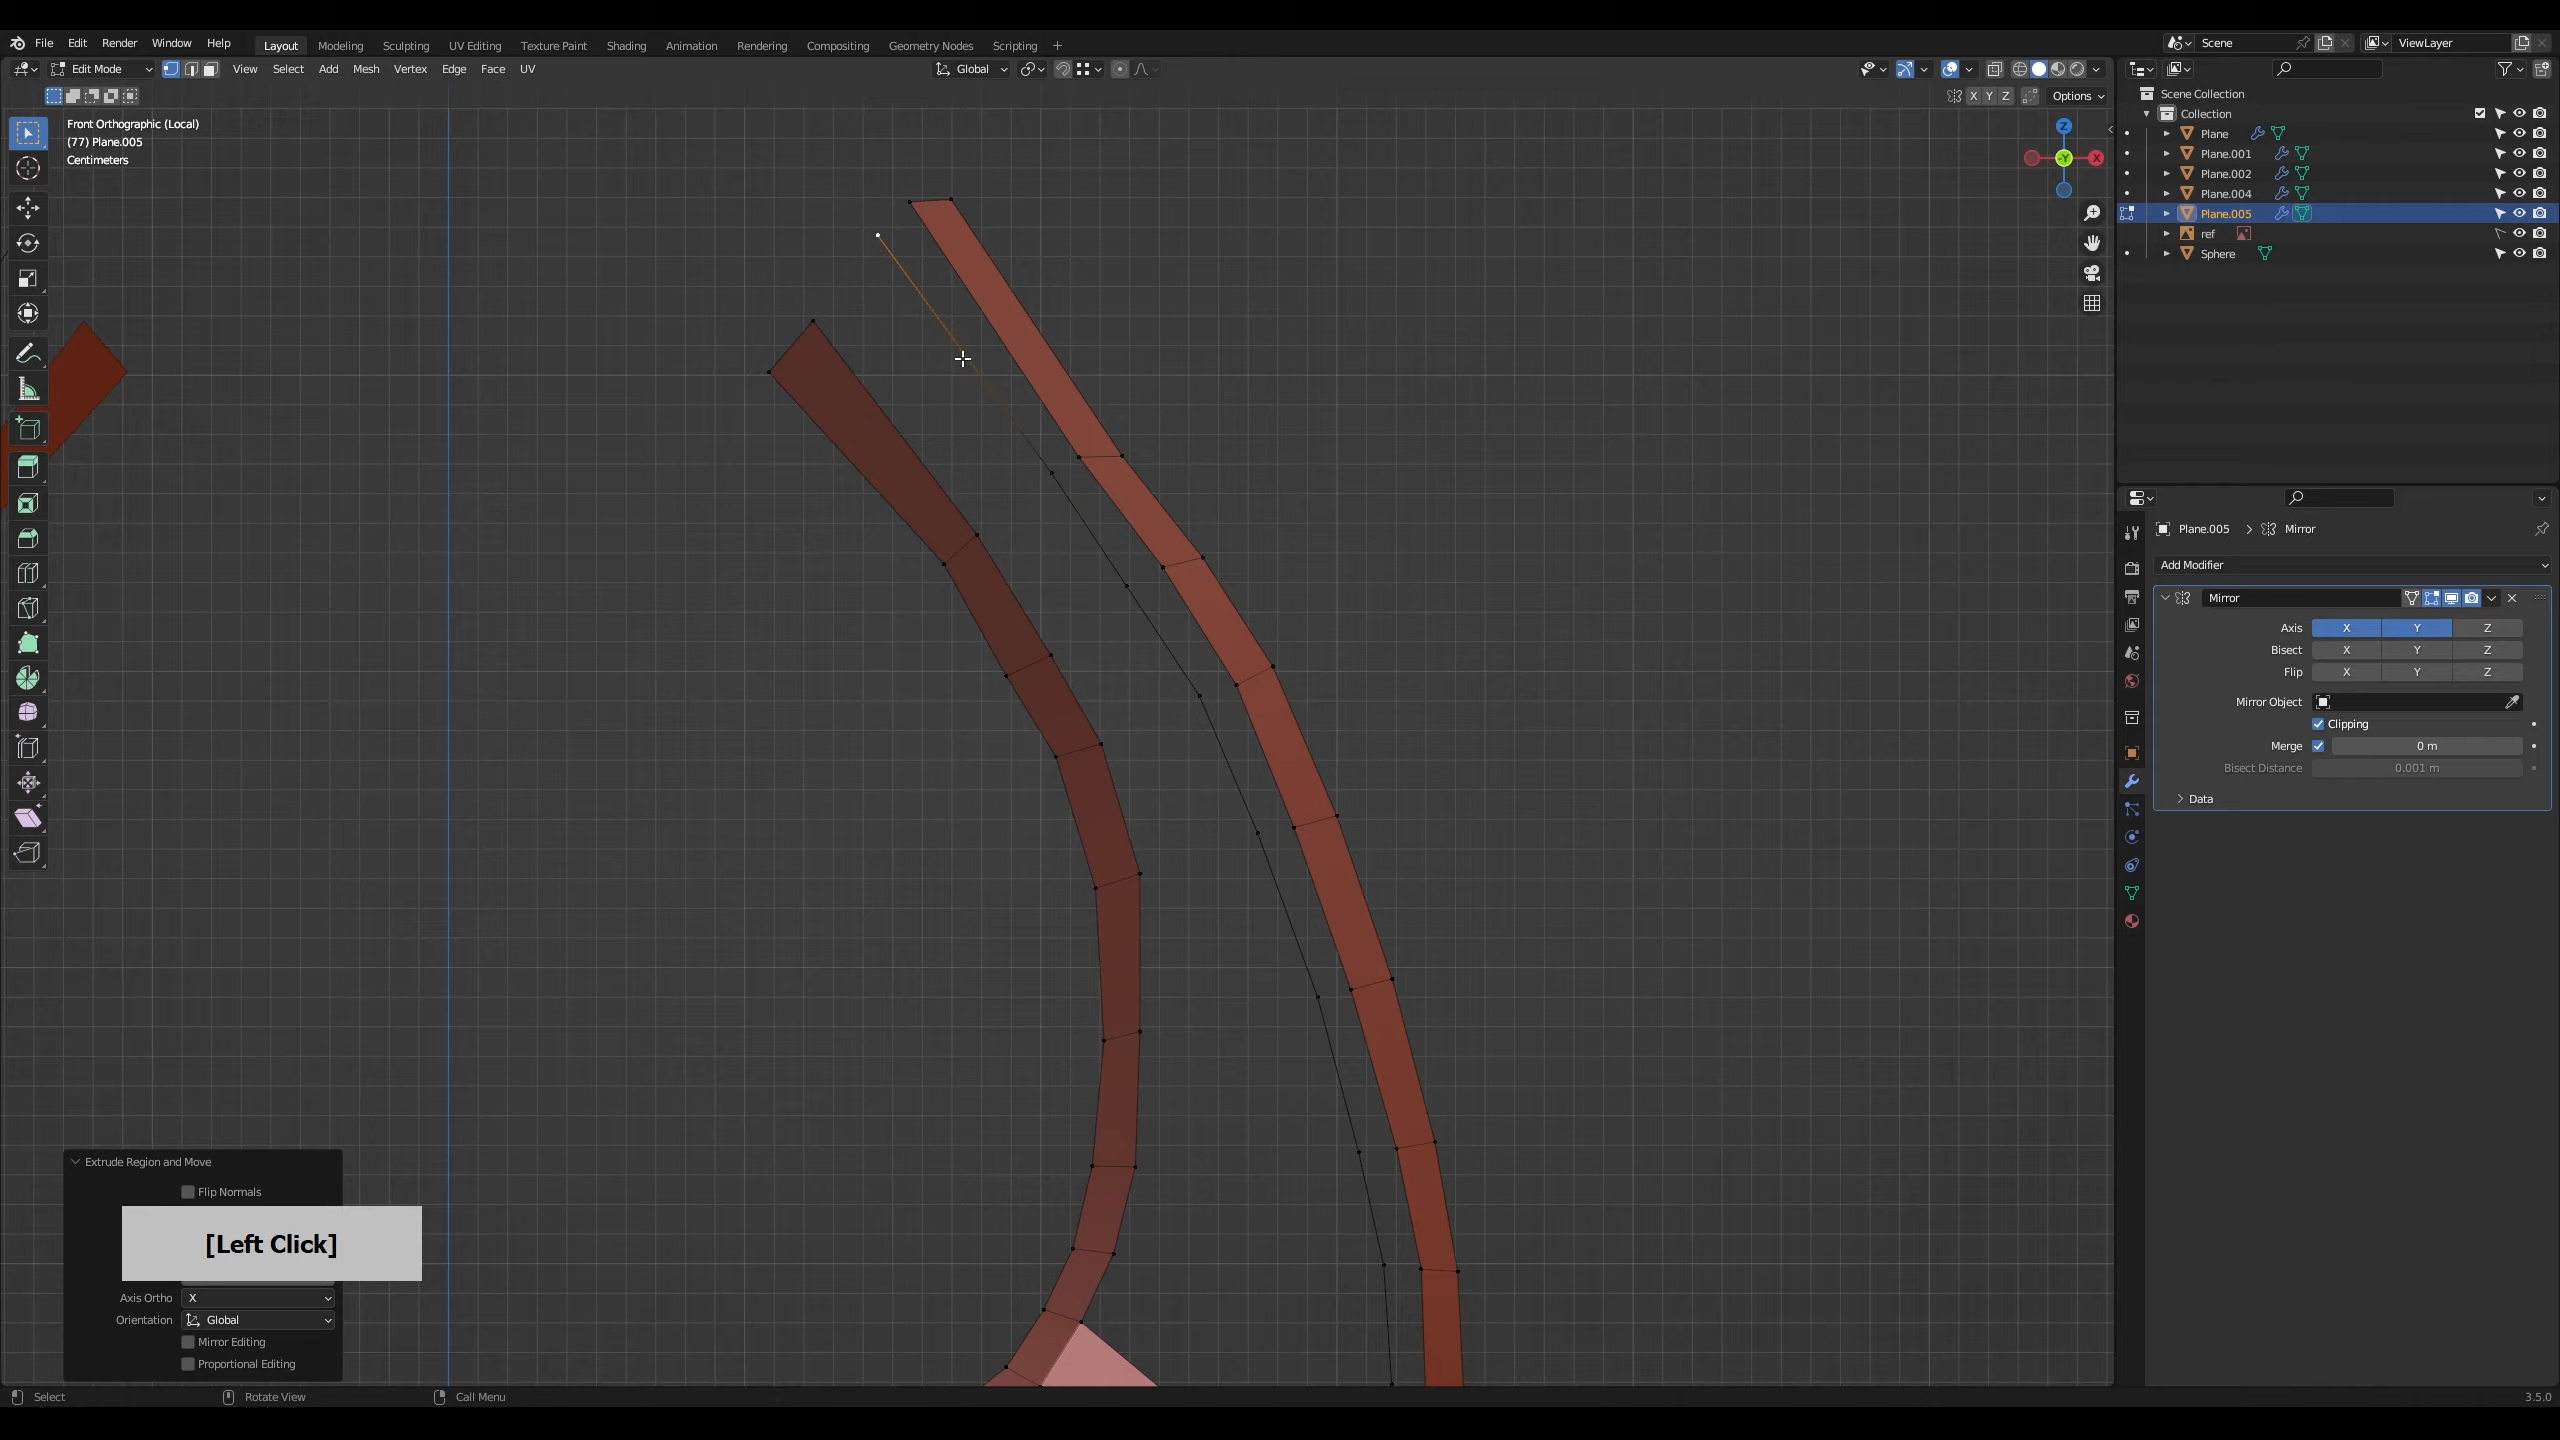 File Edit Render Window Help Layout Modeling Sculpting UV Editing Texture Paint Shading Animation Rendering Compositing Geometry Nodes Scripting + Scene ViewLayer
Edit Mode View Select Add Mesh Vertex Edge Face UV Global
X Y Z Options
Front Orthographic (Local)
(77) Plane.005
Centimeters
Z
-Y
X
Scene Collection
Collection
Plane
Plane.001
Plane.002
Plane.004
Plane.005
ref
Sphere
Plane.005 > Mirror
Add Modifier
Mirror
Axis X Y Z
Bisect X Y Z
Flip X Y Z
Mirror Object
Clipping
Merge 0 m
Bisect Distance 0.001 m
Data
Extrude Region and Move
Flip Normals
[Left Click]
Axis Ortho X
Orientation Global
Mirror Editing
Proportional Editing
Select Rotate View Call Menu 3.5.0